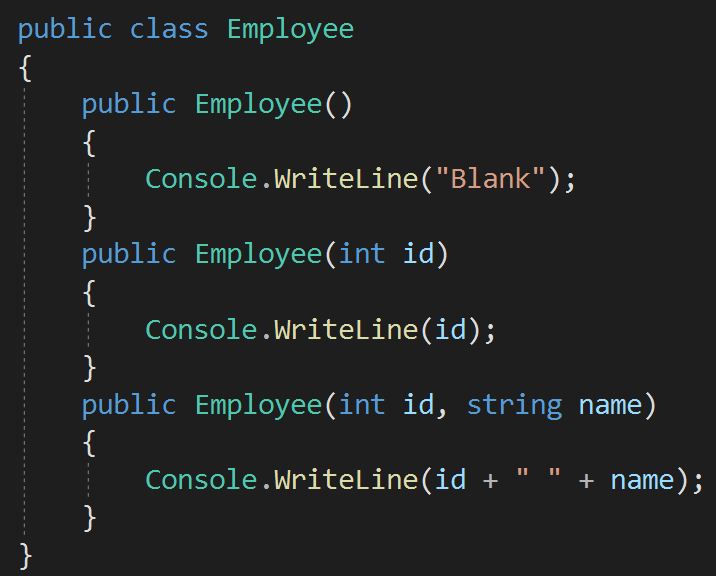 public class Employee
{
    public Employee()
    {
        Console.WriteLine("Blank");
    }
    public Employee(int id)
    {
        Console.WriteLine(id);
    }
    public Employee(int id, string name)
    {
        Console.WriteLine(id + " " + name);
    }
}